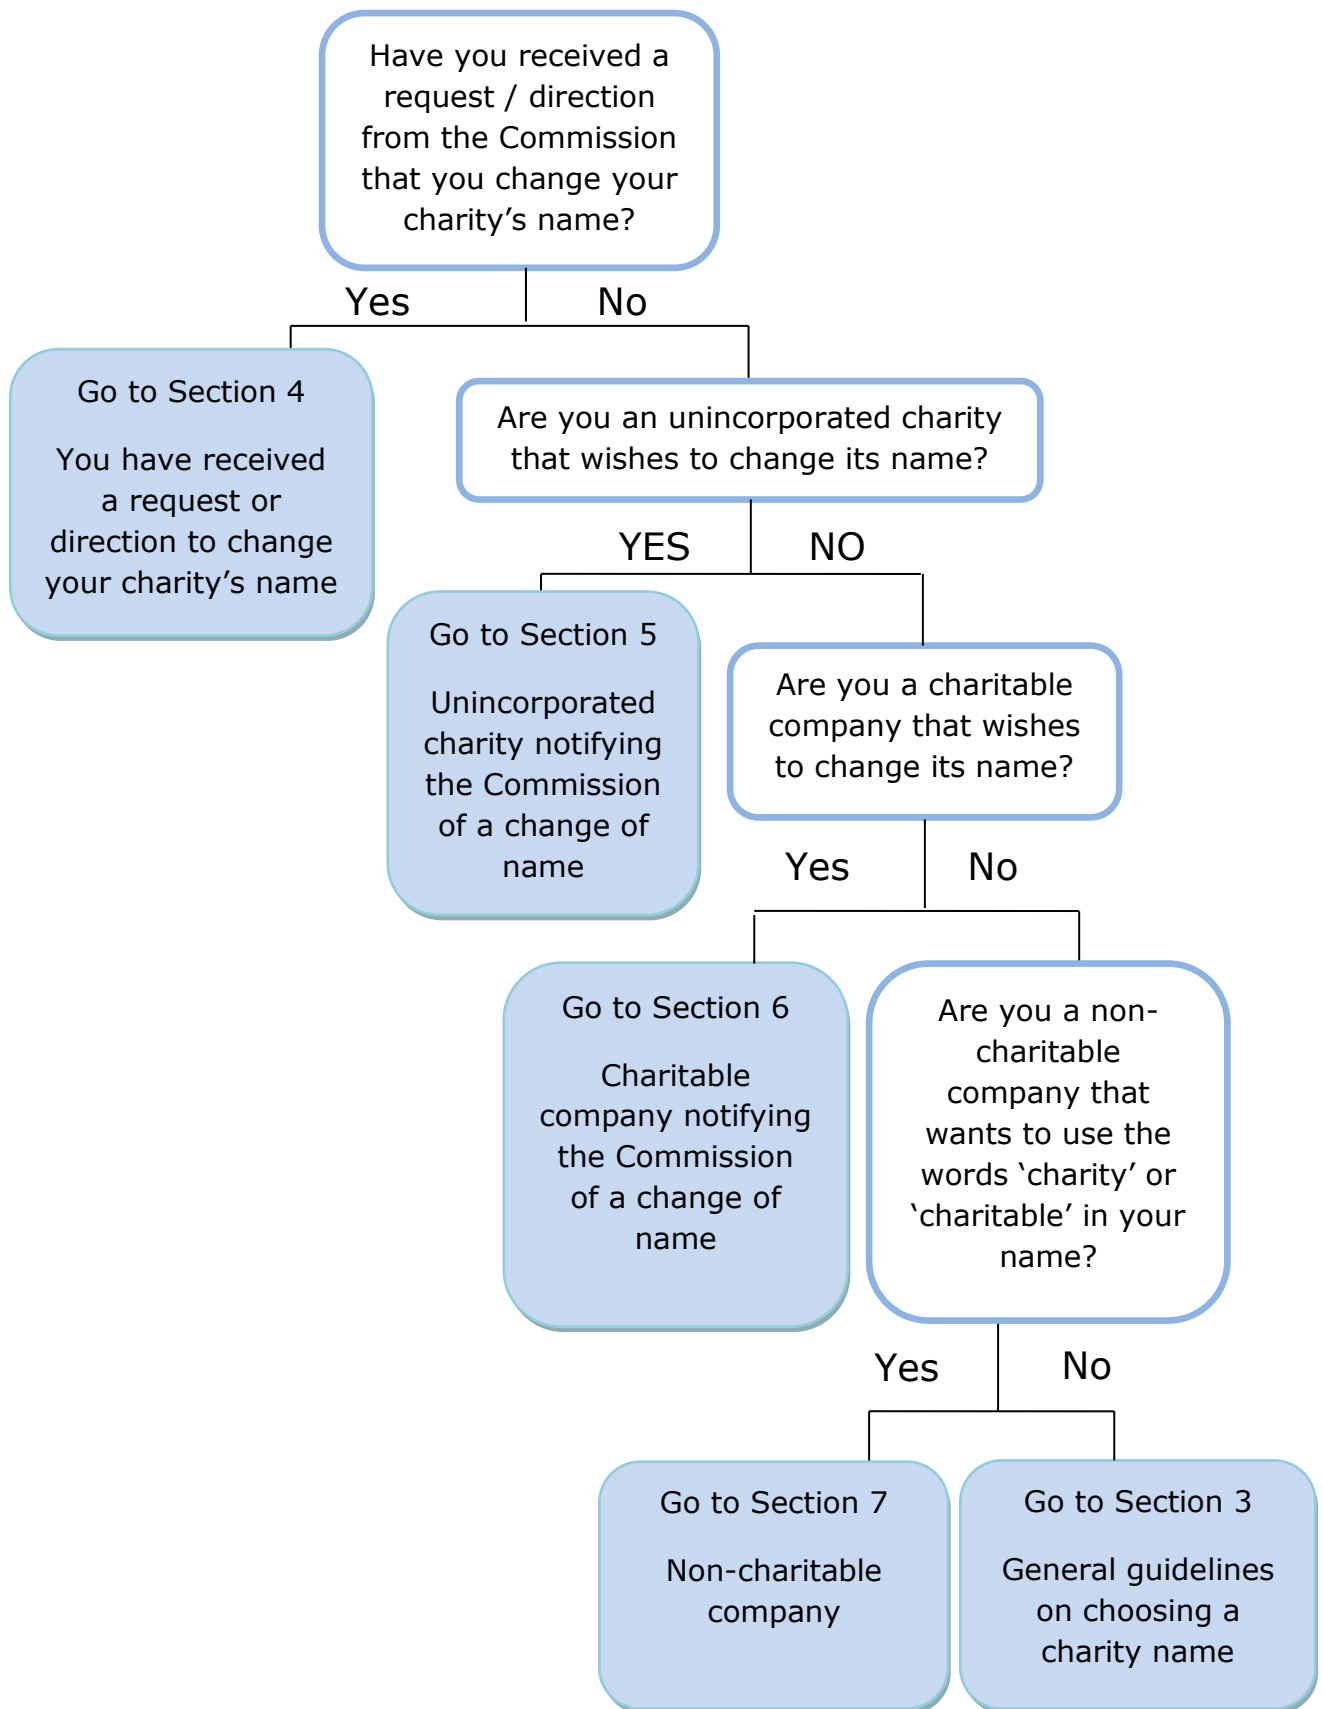 Have you received a
request / direction
from the Commission
that you change your
charity’s name?
Yes
No
Go to Section 4
You have received
a request or
direction to change
your charity’s name
Are you an unincorporated charity
that wishes to change its name?
YES
NO
Go to Section 5
Unincorporated
charity notifying
the Commission
of a change of
name
Are you a charitable
company that wishes
to change its name?
Yes
No
Go to Section 6
Charitable
company notifying
the Commission
of a change of
name
Are you a non-
charitable
company that
wants to use the
words ‘charity’ or
‘charitable’ in your
name?
Yes
No
Go to Section 7
Non-charitable
company
Go to Section 3
General guidelines
on choosing a
charity name